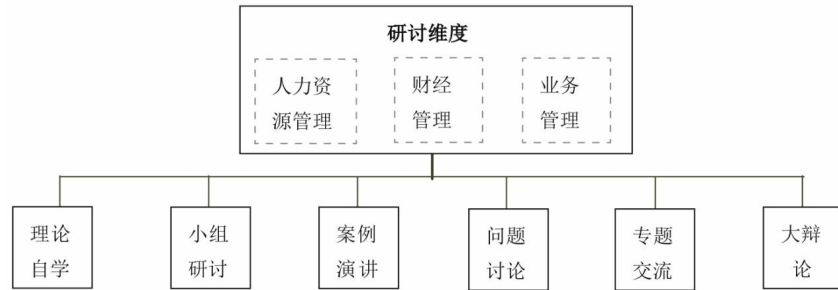 研讨维度
人力资
源管理
财经
管理
业务
管理
理论
自学
小组
研讨
案例
演讲
问题
讨论
专题
交流
大辩
论